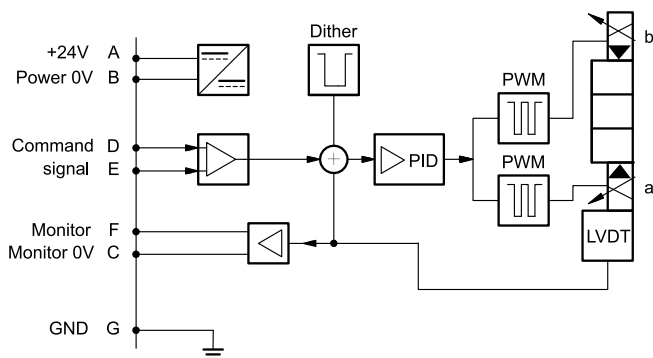 Dither
+24V A
Power 0V B
b
PWM
Command D
signal E
PID
PWM
a
Monitor F
Monitor 0V C
LVDT
GND G